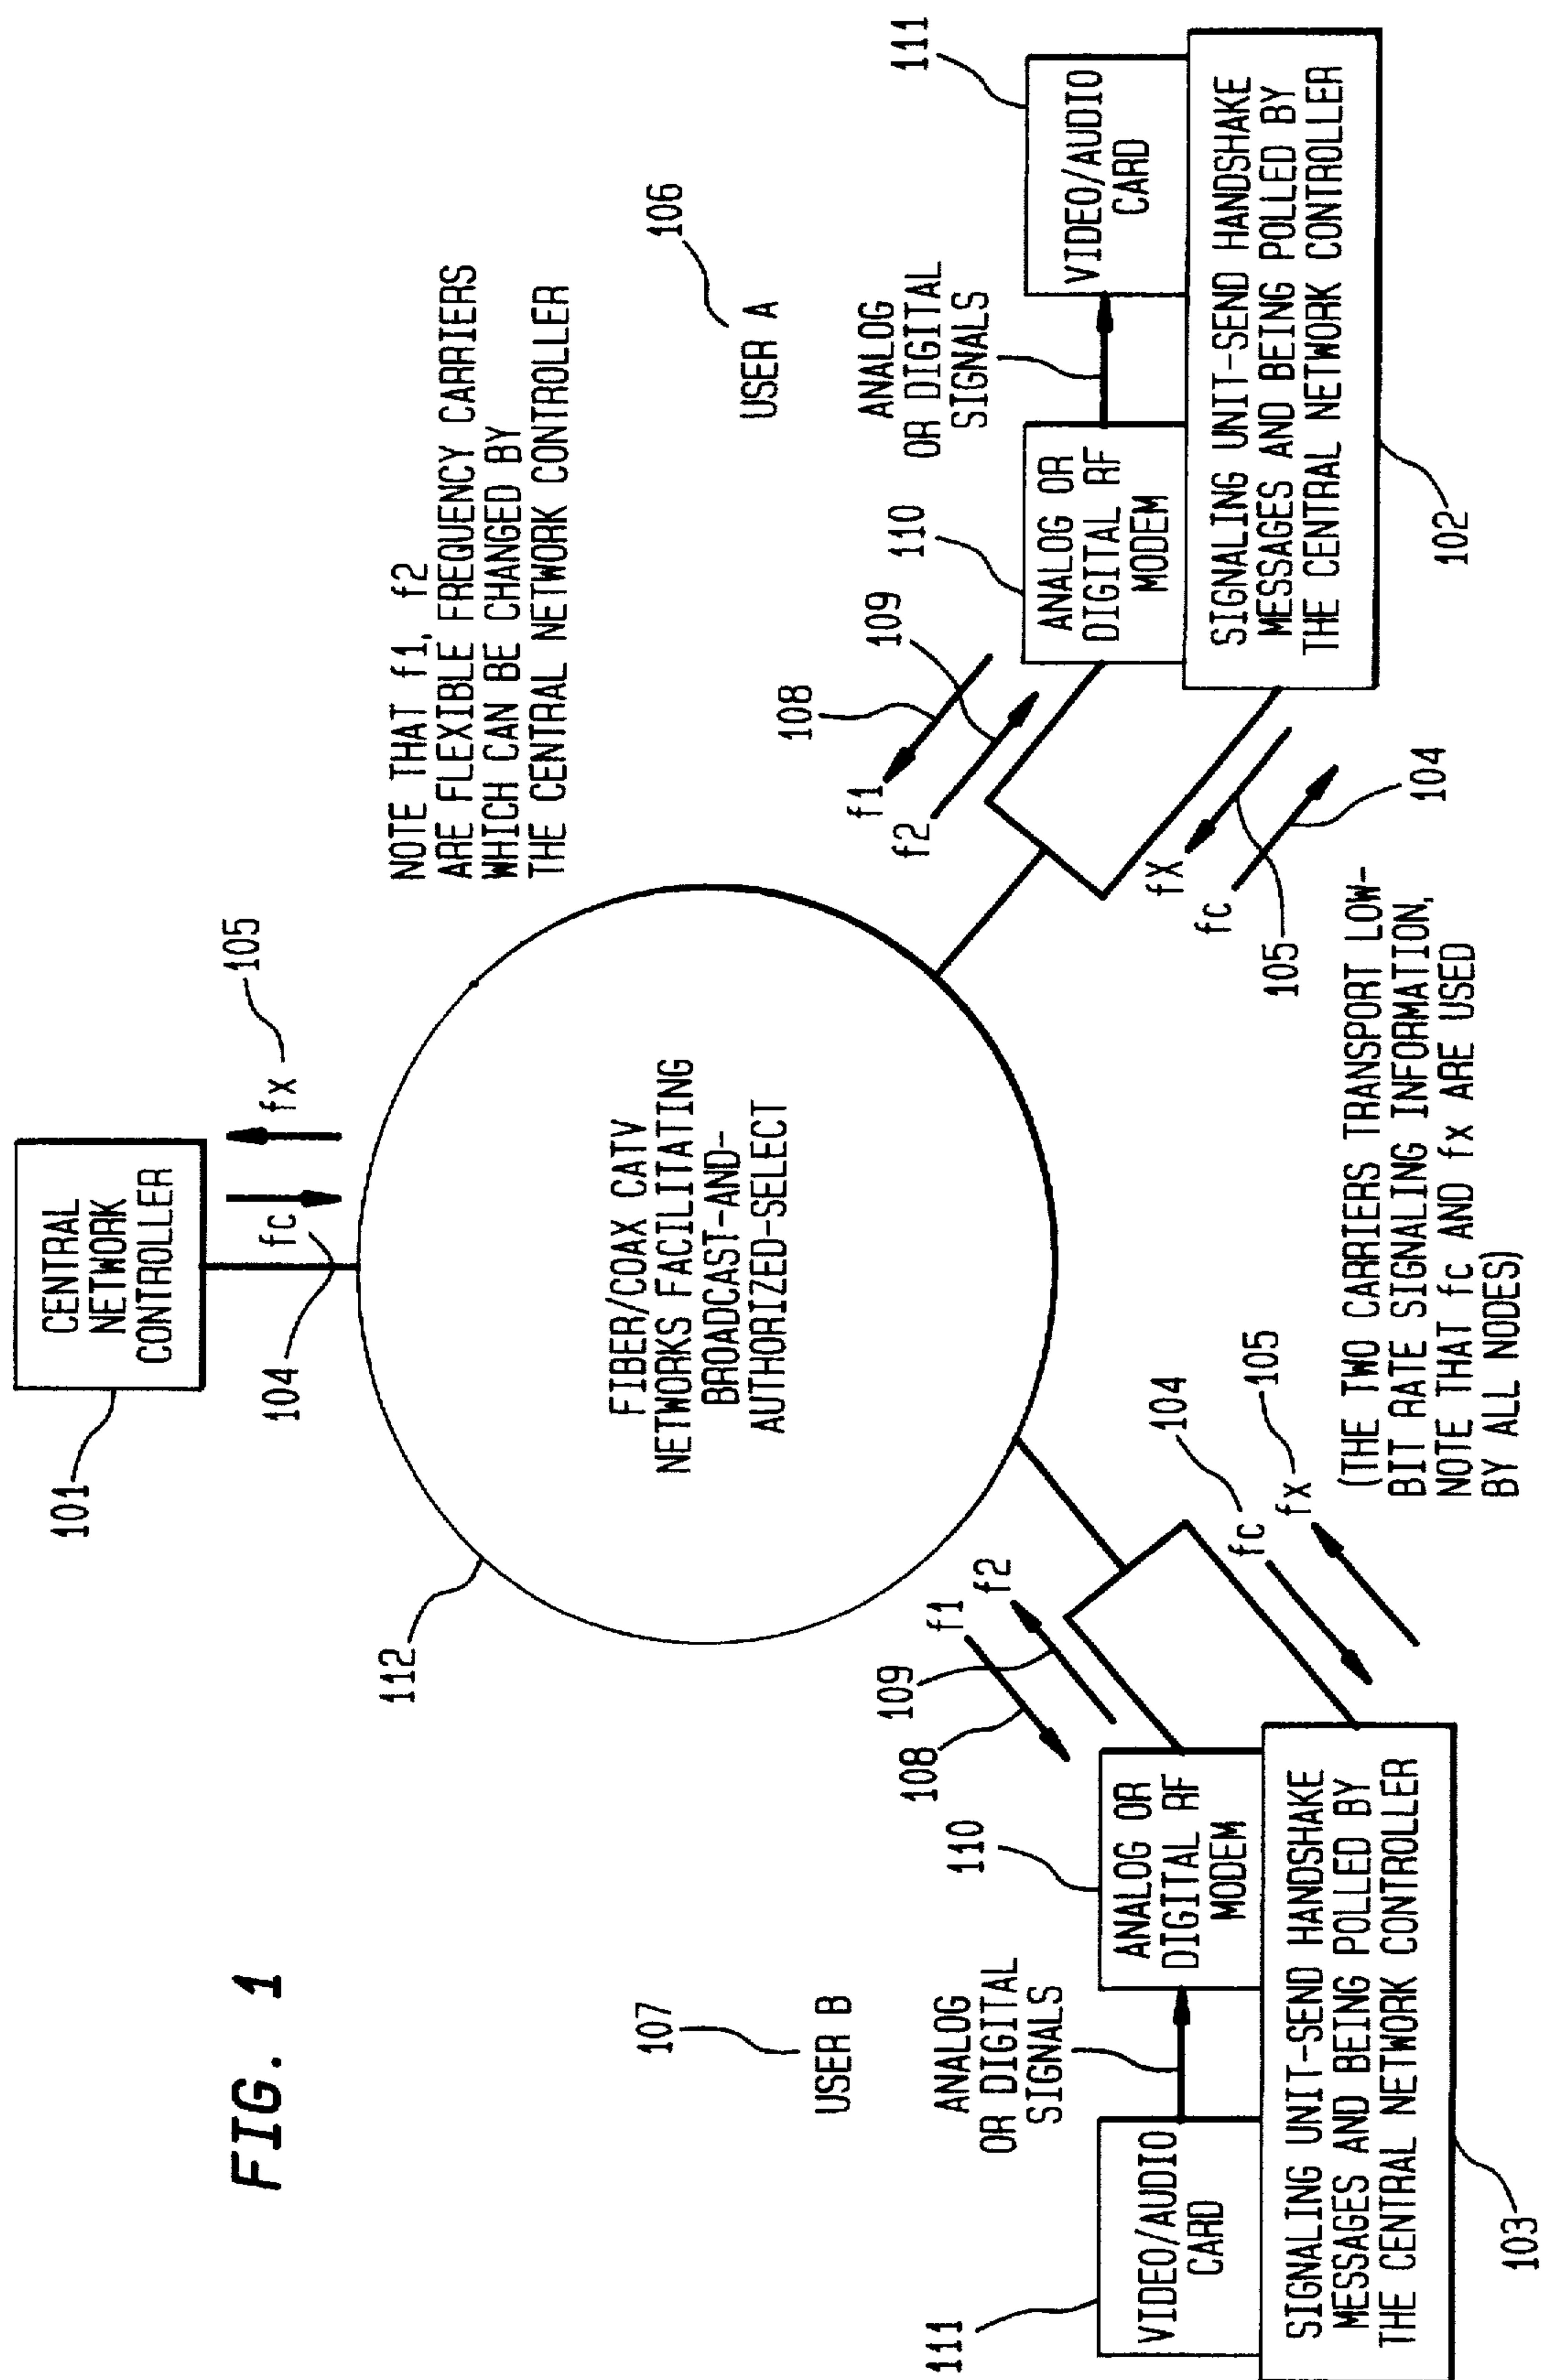 FIG. 1
101
CENTRAL
NETWORK
CONTROLLER
104
fc
fx
105
112
FIBER/COAX CATV
NETWORKS FACILITATING
BROADCAST-AND-
AUTHORIZED-SELECT
NOTE THAT f1, f2
ARE FLEXIBLE FREQUENCY CARRIERS
WHICH CAN BE CHANGED BY
THE CENTRAL NETWORK CONTROLLER
107
USER B
ANALOG
OR DIGITAL
SIGNALS
111
VIDEO/AUDIO
CARD
110
ANALOG OR
DIGITAL RF
MODEM
108
109
f1
f2
104
fc
105
fx
SIGNALING UNIT-SEND HANDSHAKE
MESSAGES AND BEING POLLED BY
THE CENTRAL NETWORK CONTROLLER
103
(THE TWO CARRIERS TRANSPORT LOW-
BIT RATE SIGNALING INFORMATION,
NOTE THAT fc AND fx ARE USED
BY ALL NODES)
106
USER A
ANALOG
OR DIGITAL
SIGNALS
108
109
f1
f2
110
ANALOG OR
DIGITAL RF
MODEM
111
VIDEO/AUDIO
CARD
fX
fc
105
104
SIGNALING UNIT-SEND HANDSHAKE
MESSAGES AND BEING POLLED BY
THE CENTRAL NETWORK CONTROLLER
102